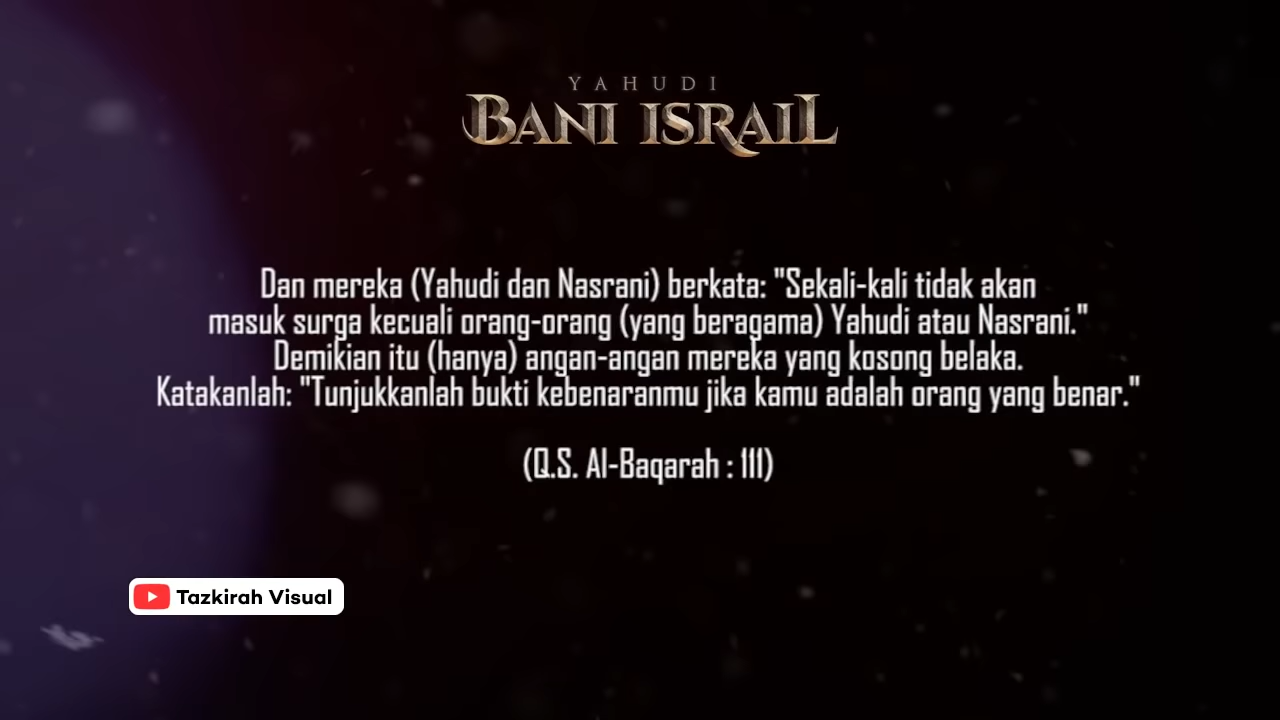 YAHUDI
BANI ISRAIL
Dan mereka (Yahudi dan Nasrani) berkata: "Sekali-kali tidak akan
masuk surga kecuali orang-orang (yang beragama) Yahudi atau Nasrani."
Demikian itu (hanya) angan-angan mereka yang kosong belaka.
Katakanlah: "Tunjukkanlah bukti kebenaranmu jika kamu adalah orang yang benar."
(Q.S. Al-Baqarah : 111)
Tazkirah Visual